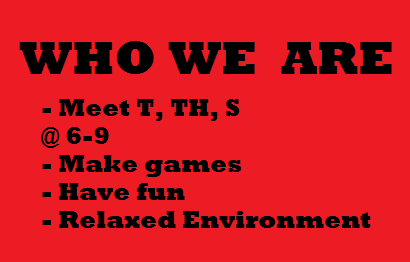 WHO WE ARE
- Meet T, TH, S
@ 6-9
- Make games
- Have fun
- Relaxed Environment